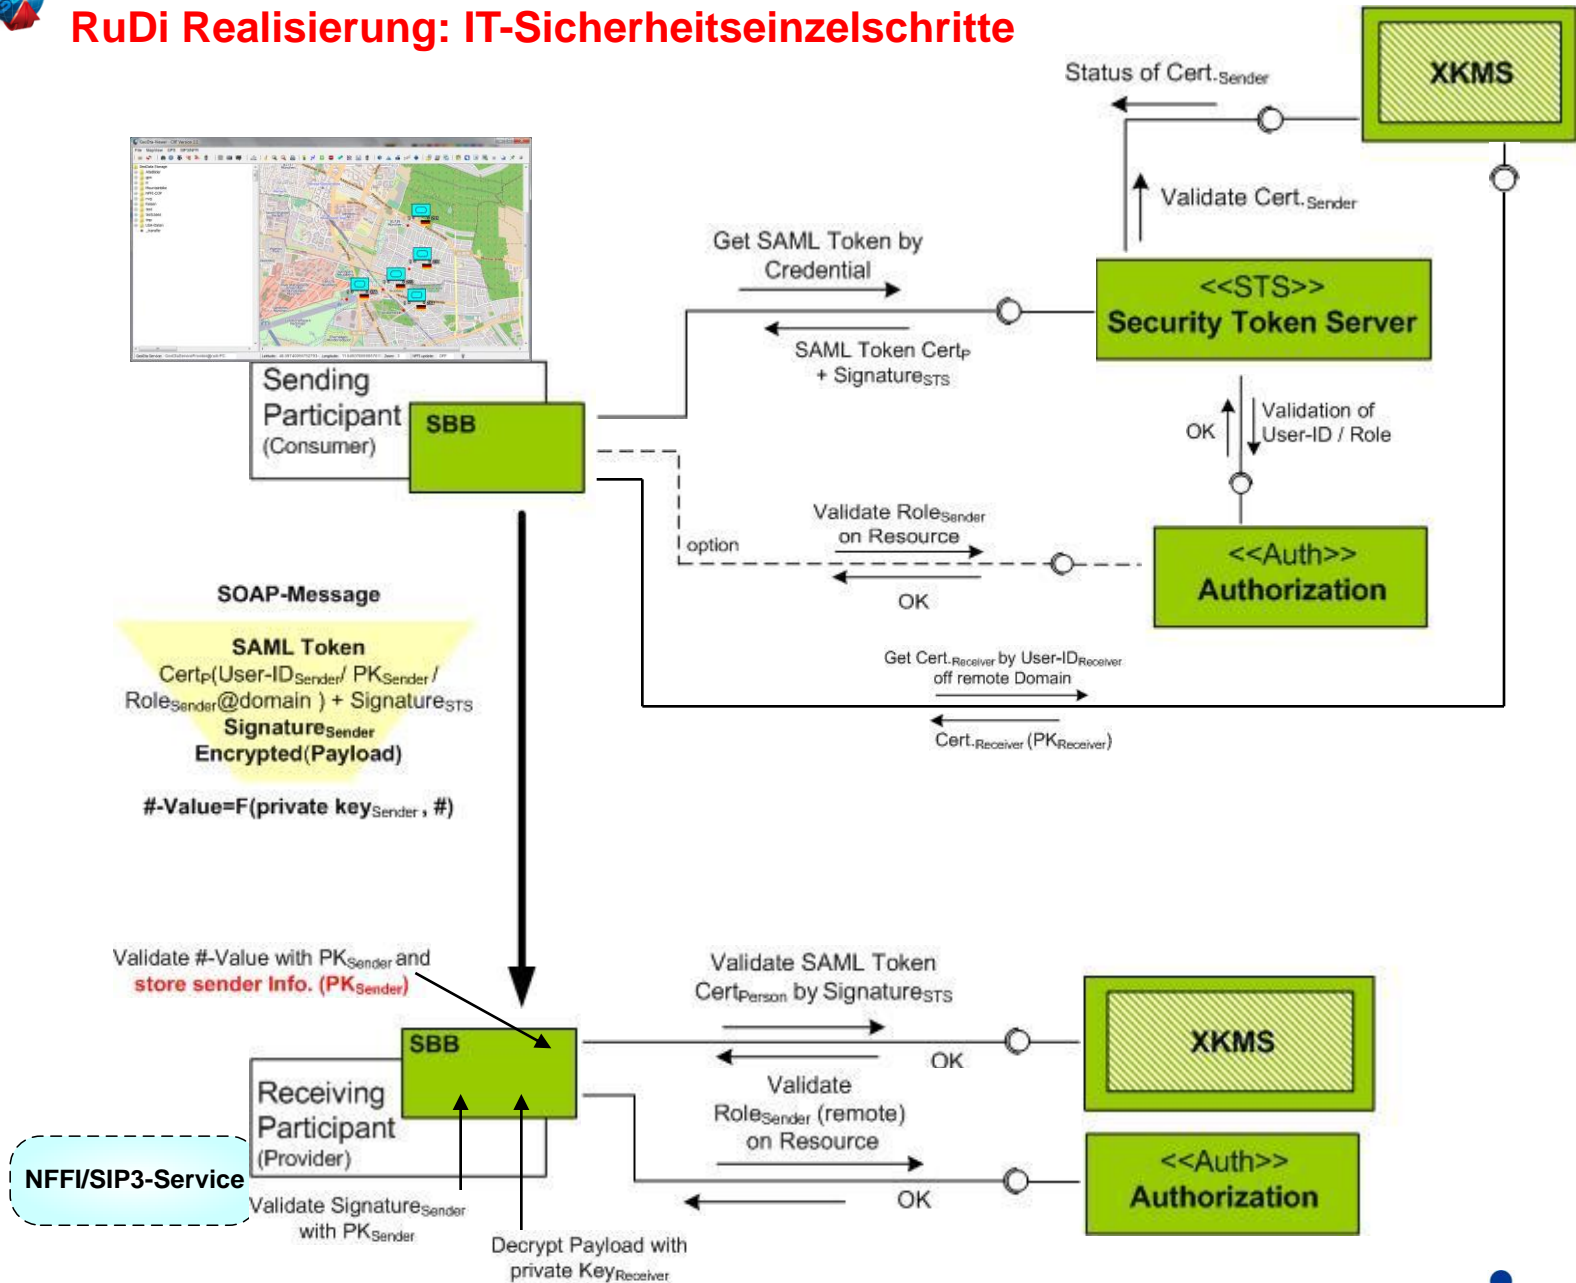 RuDi Realisierung: IT-Sicherheitseinzelschritte
XKMS
Status of Cert.Sender
Validate Cert.Sender
Get SAML Token by
Credential
SAML Token CertP
+ SignatureSTS
<<STS>>
Security Token Server
Sending
Participant
(Consumer)
SBB
OK
Validation of
User-ID / Role
option
Validate RoleSender
on Resource
OK
<<Auth>>
Authorization
SOAP-Message
SAML Token
CertP(User-IDSender/ PKSender /
RoleSender@domain ) + SignatureSTS
SignatureSender
Encrypted(Payload)
#-Value=F(private keySender , #)
Get Cert.Receiver by User-IDReceiver
off remote Domain
Cert.Receiver (PKReceiver)
Validate #-Value with PKSender and
store sender Info. (PKSender)
Validate SAML Token
CertPerson by SignatureSTS
OK
XKMS
SBB
Receiving
Participant
(Provider)
Validate
RoleSender (remote)
on Resource
OK
<<Auth>>
Authorization
NFFI/SIP3-Service
Validate SignatureSender
with PKSender
Decrypt Payload with
private KeyReceiver